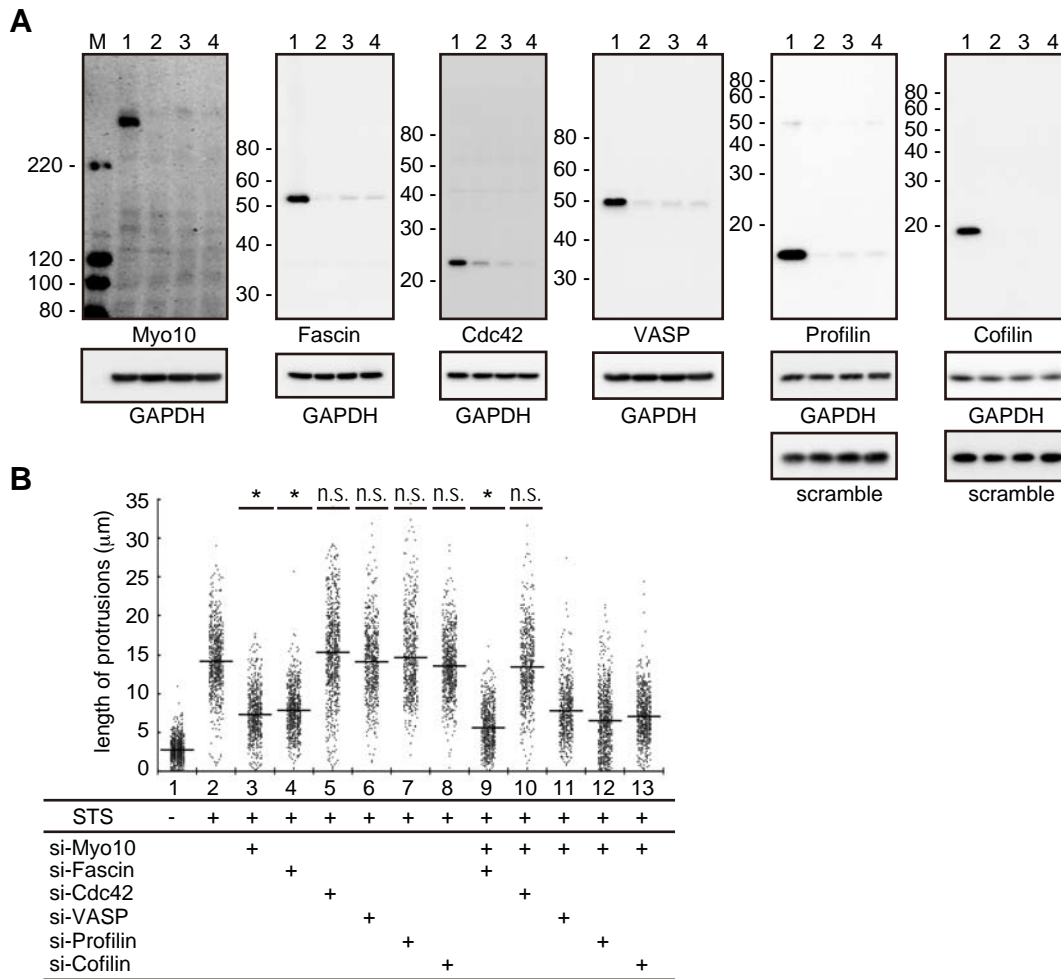 A
M 1 2 3 4
220 -
120 -
100 -
80 -
Myo10
GAPDH
1 2 3 4
80 -
60 -
50 -
40 -
30 -
Fascin
GAPDH
1 2 3 4
80 -
50 -
40 -
30 -
20 -
Cdc42
GAPDH
1 2 3 4
80 -
60 -
50 -
40 -
30 -
VASP
GAPDH
1 2 3 4
80 -
60 -
50 -
40 -
30 -
20 -
Profilin
GAPDH
scramble
1 2 3 4
80 -
60 -
50 -
40 -
30 -
20 -
Cofilin
GAPDH
scramble
B
* * n.s. n.s. n.s. n.s. * n.s.
length of protrusions (μm)
35
30
25
20
15
10
5
0
1 2 3 4 5 6 7 8 9 10 11 12 13
STS - + + + + + + + + + + + +
si-Myo10 + + + + + +
si-Fascin + +
si-Cdc42 + +
si-VASP + +
si-Profilin + +
si-Cofilin + +